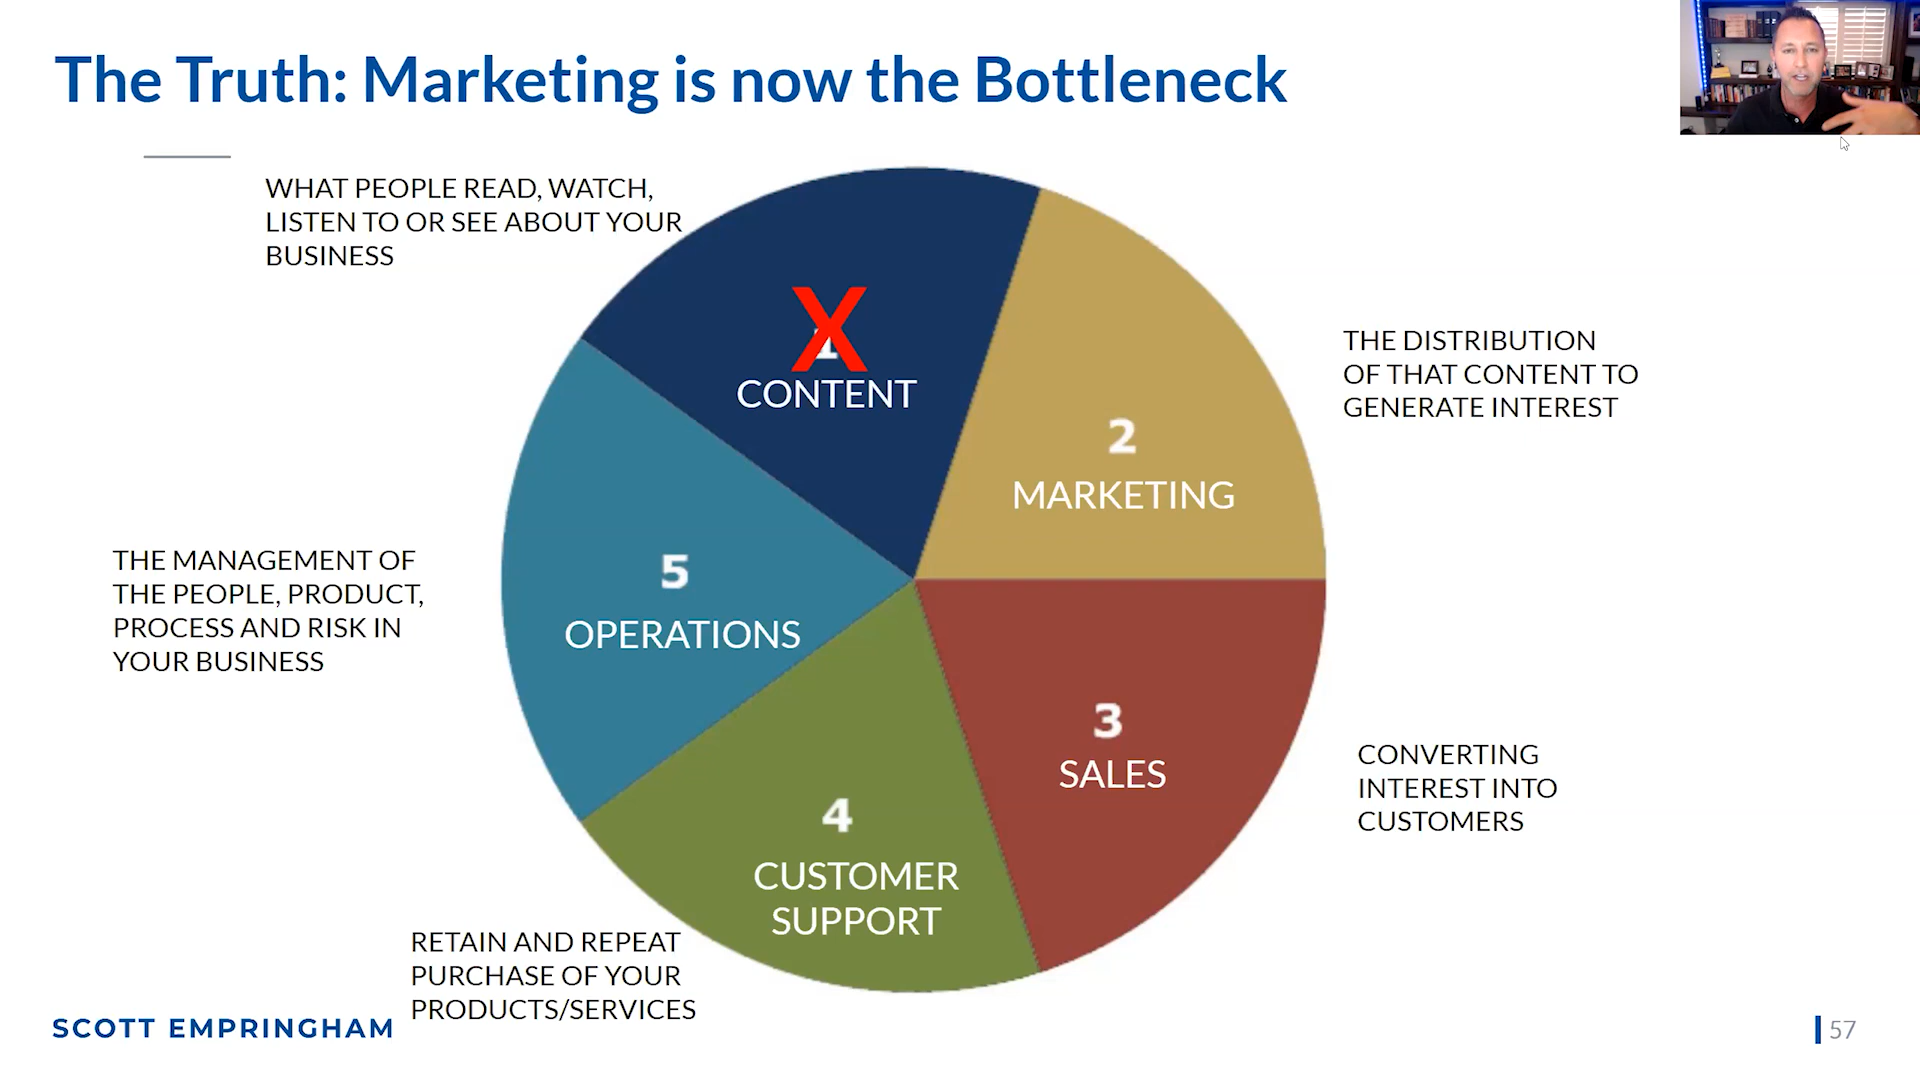 The Truth: Marketing is now the Bottleneck
WHAT PEOPLE READ, WATCH,
LISTEN TO OR SEE ABOUT YOUR
BUSINESS
X
1
CONTENT
2
MARKETING
THE DISTRIBUTION
OF THAT CONTENT TO
GENERATE INTEREST
5
OPERATIONS
THE MANAGEMENT OF
THE PEOPLE, PRODUCT,
PROCESS AND RISK IN
YOUR BUSINESS
3
SALES
CONVERTING
INTEREST INTO
CUSTOMERS
4
CUSTOMER
SUPPORT
RETAIN AND REPEAT
PURCHASE OF YOUR
PRODUCTS/SERVICES
SCOTT EMPRINGHAM
57